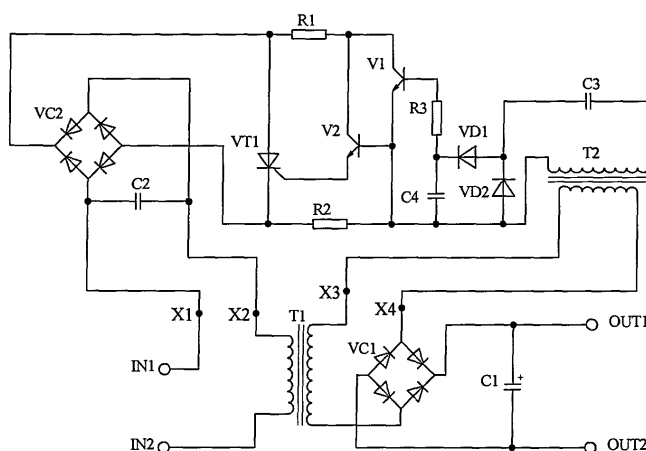 R1
V1
C3
VC2
R3
V2
VT1
VD1
T2
C2
VD2
C4
R2
X3
X1
X2
T1
X4
VC1
OUT1
IN1
C1
+
IN2
OUT2